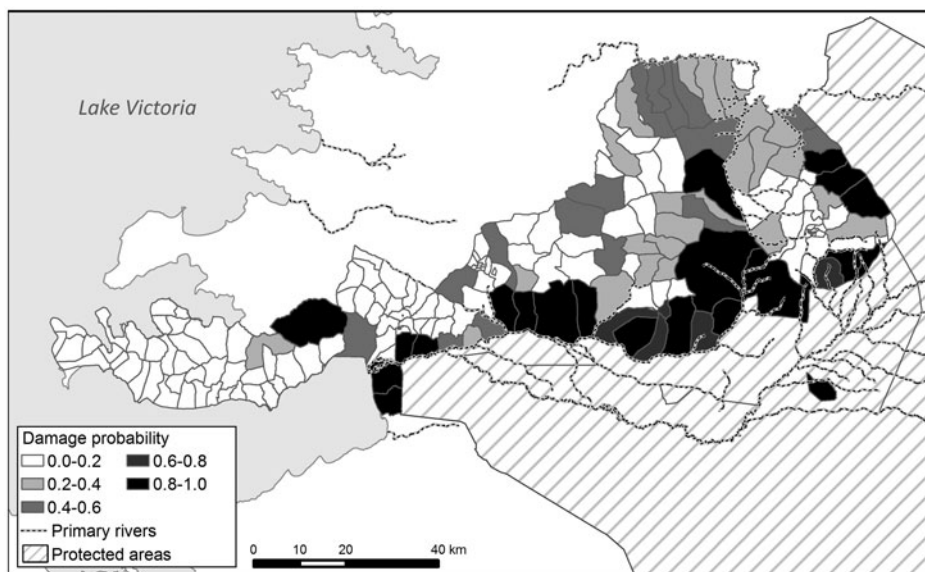 Lake Victoria
Damage probability
0.0-0.2 0.6-0.8
0.2-0.4 0.8-1.0
0.4-0.6
Primary rivers
Protected areas
0 10 20 40 km